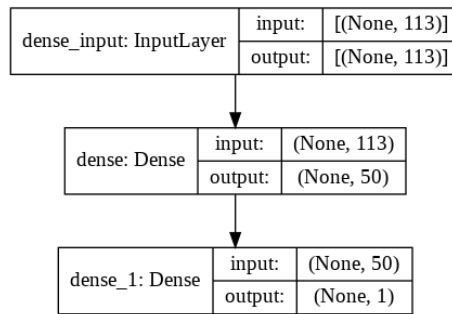 dense_input: InputLayer
input: [(None, 113)]
output: [(None, 113)]
dense: Dense
input: (None, 113)
output: (None, 50)
dense_1: Dense
input: (None, 50)
output: (None, 1)